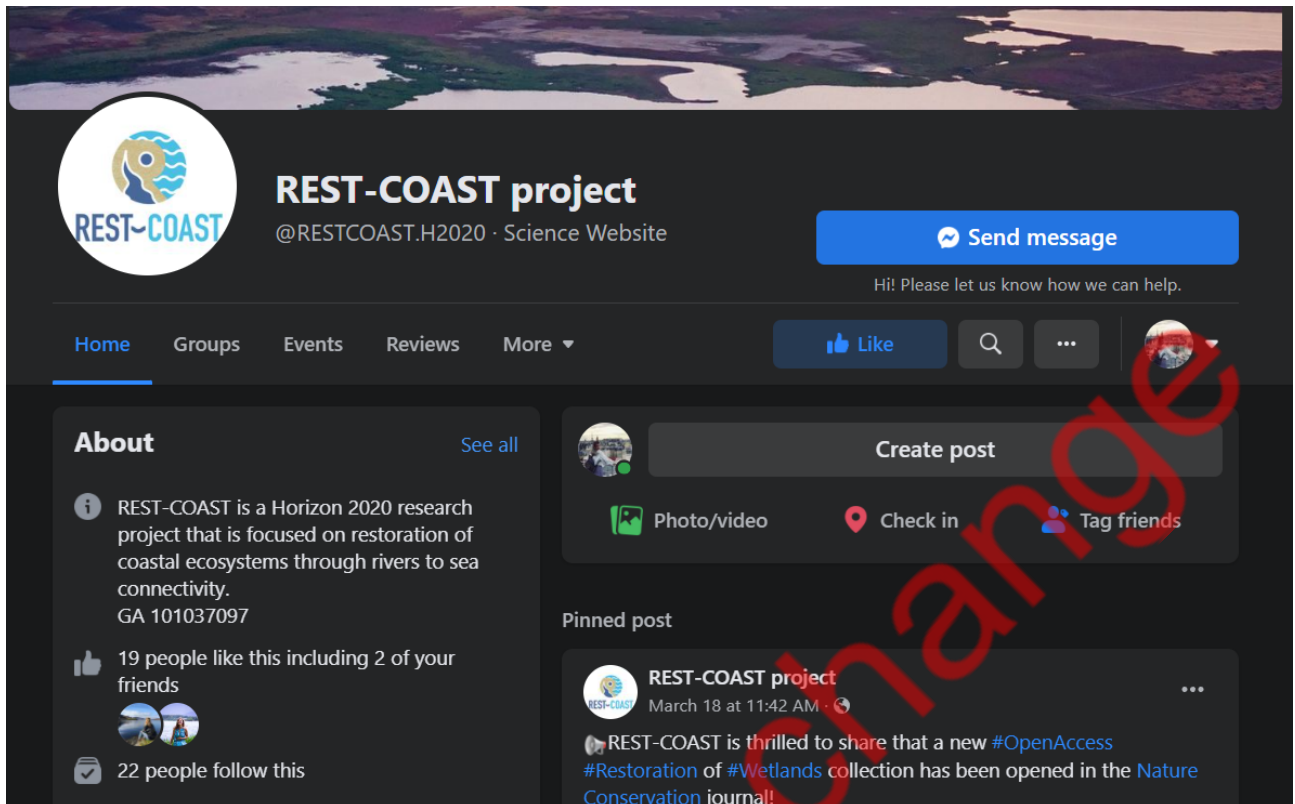 REST-COAST
REST-COAST project
@RESTCOAST.H2020 · Science Website
Send message
Hi! Please let us know how we can help.
Home Groups Events Reviews More
Like
About
See all
REST-COAST is a Horizon 2020 research
project that is focused on restoration of
coastal ecosystems through rivers to sea
connectivity.
GA 101037097
19 people like this including 2 of your
friends
22 people follow this
Create post
Photo/video Check in Tag friends
Pinned post
REST-COAST
REST-COAST project
March 18 at 11:42 AM ·
REST-COAST is thrilled to share that a new #OpenAccess
#Restoration of #Wetlands collection has been opened in the Nature
Conservation journal!
change